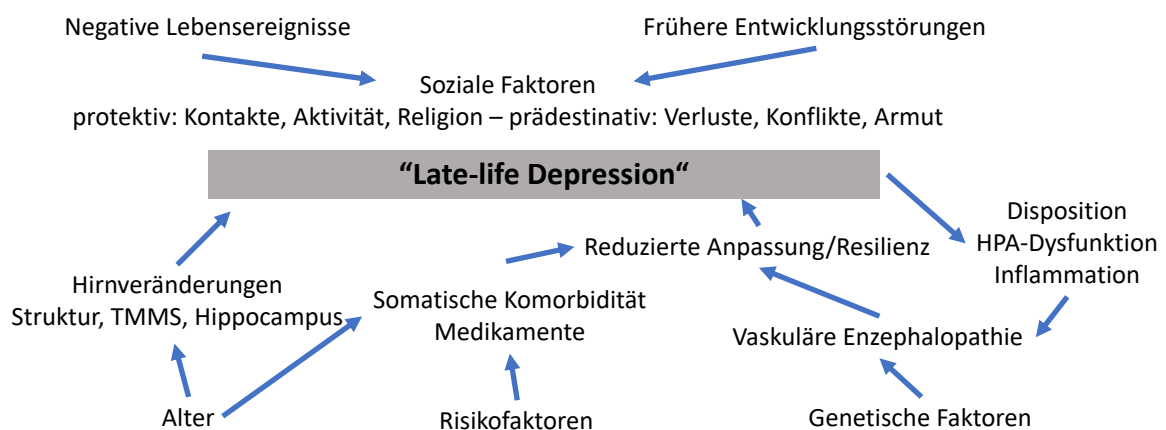 Negative Lebensereignisse
Frühere Entwicklungsstörungen
Soziale Faktoren
protektiv: Kontakte, Aktivität, Religion – prädestinativ: Verluste, Konflikte, Armut
“Late-life Depression“
Disposition
HPA-Dysfunktion
Inflammation
Reduzierte Anpassung/Resilienz
Hirnveränderungen
Struktur, TMMS, Hippocampus
Somatische Komorbidität
Medikamente
Vaskuläre Enzephalopathie
Alter
Risikofaktoren
Genetische Faktoren